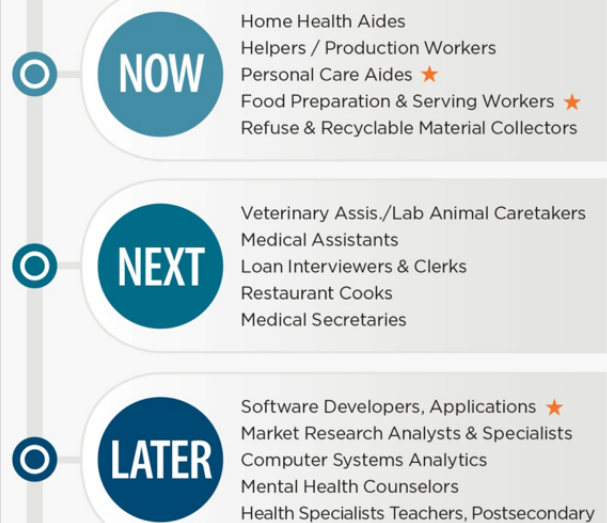 NOW
Home Health Aides
Helpers / Production Workers
Personal Care Aides ★
Food Preparation & Serving Workers ★
Refuse & Recyclable Material Collectors
NEXT
Veterinary Assis./Lab Animal Caretakers
Medical Assistants
Loan Interviewers & Clerks
Restaurant Cooks
Medical Secretaries
LATER
Software Developers, Applications ★
Market Research Analysts & Specialists
Computer Systems Analytics
Mental Health Counselors
Health Specialists Teachers, Postsecondary